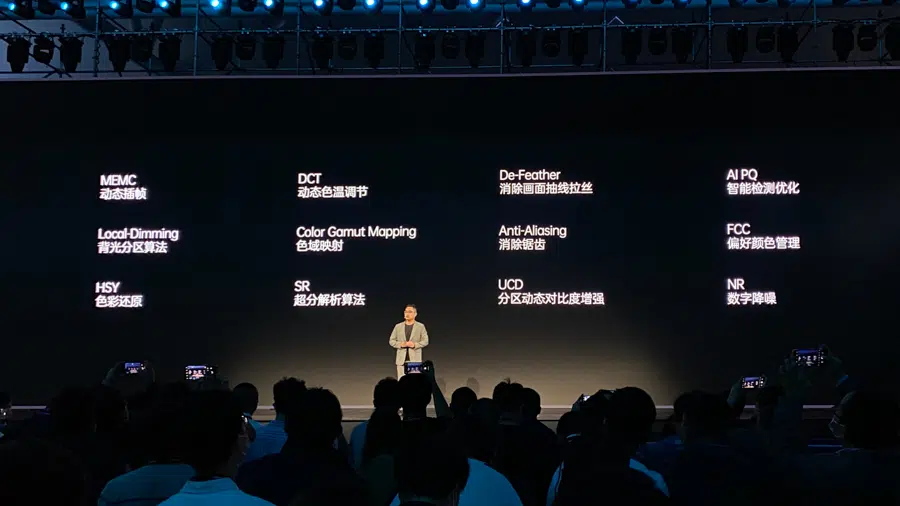 MEMC
动态插帧
DCT
动态色温调节
De-Feather
消除画面抽线拉丝
AI PQ
智能检测优化
Local-Dimming
背光分区算法
Color Gamut Mapping
色域映射
Anti-Aliasing
消除锯齿
FCC
偏好颜色管理
HSY
色彩还原
SR
超分解析算法
UCD
分区动态对比度增强
NR
数字降噪